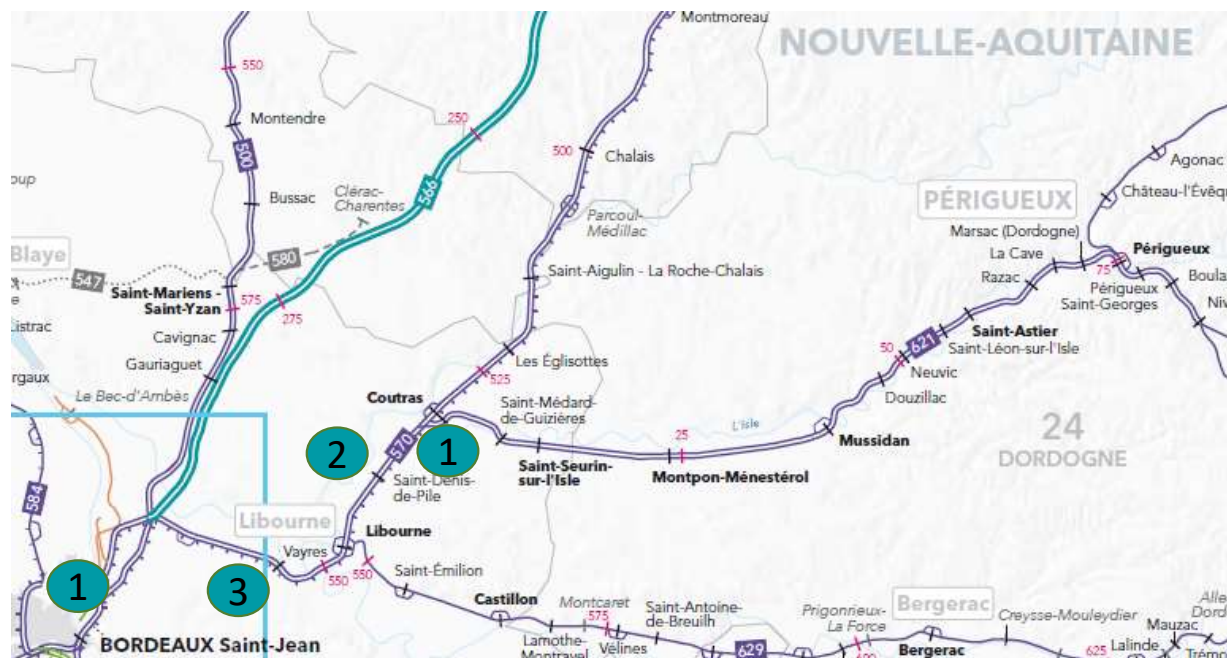 Montmoreau
NOUVELLE-AQUITAINE
550
Montendre
250
500
Chalais
Agonac
500
566
Bussac
Clérac-
Charentes
Parcoul-
Médillac
PÉRIGUEUX
Château-l'Évêq
Marsac (Dordogne)
La Cave
Périgueux
Blaye
580
547
Saint-Aigulin - La Roche-Chalais
Razac
75
Périgueux
Saint-Georges
Boula
Saint-Mariens -
Saint-Yzan
575
275
Listrac
Cavignac
Saint-Astier
Saint-Léon-sur-l'Isle
621
50
Neuvic
Gauriaguet
Les Églisottes
525
rgaux
Le Bec-d'Ambès
Coutras
Saint-Médard-
de-Guizières
Douzillac
L'Isle
25
Mussidan
24
DORDOGNE
2
570
1
Saint-Seurin-
sur-l'Isle
Montpon-Ménestérol
Saint-Denis-
de-Pile
584
Libourne
Libourne
Vayres
550
550
1
3
Saint-Émilion
Castillon
Montcaret
575
Saint-Antoine-
de-Breuilh
Prigonrieux-
La Force
Bergerac
Creysse-Mouleydier
Mauzac
BORDEAUX Saint-Jean
Lamothe-
Montravel
Vélines
629
Bergerac
625
Lalinde